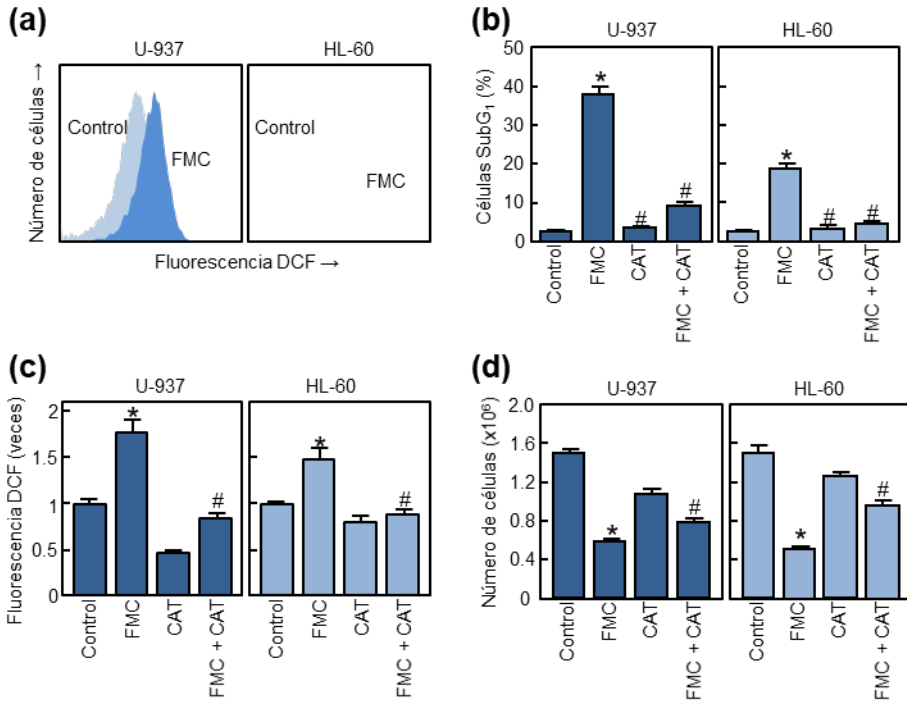 (a)
U-937
HL-60
Número de células →
Control
FMC
Control
FMC
Fluorescencia DCF →
(b)
U-937
HL-60
Células SubG₁ (%)
50
40
30
20
10
0
*
#
#
*
#
#
Control
FMC
CAT
FMC + CAT
Control
FMC
CAT
FMC + CAT
(c)
U-937
HL-60
Fluorescencia DCF (veces)
2
1.5
1
0.5
0
*
#
*
#
Control
FMC
CAT
FMC + CAT
Control
FMC
CAT
FMC + CAT
(d)
U-937
HL-60
Número de células (x10⁶)
2.0
1.6
1.2
0.8
0.4
0
*
#
*
#
Control
FMC
CAT
FMC + CAT
Control
FMC
CAT
FMC + CAT